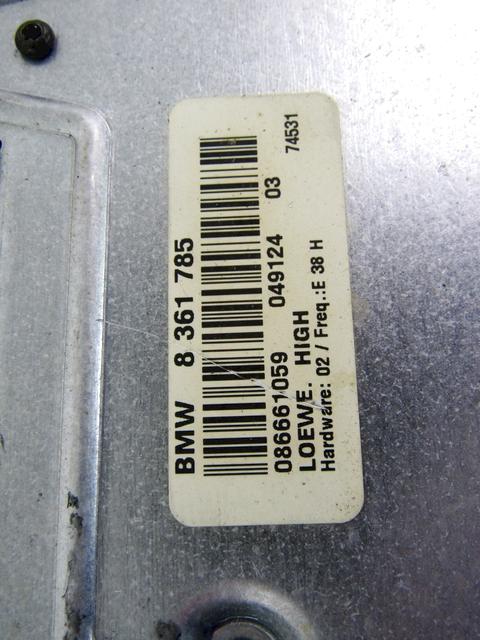 BMW 8 361 785
086661059 049124 03
LOEWE. HIGH
Hardware: 02 / Freq.:E 38 H
74531